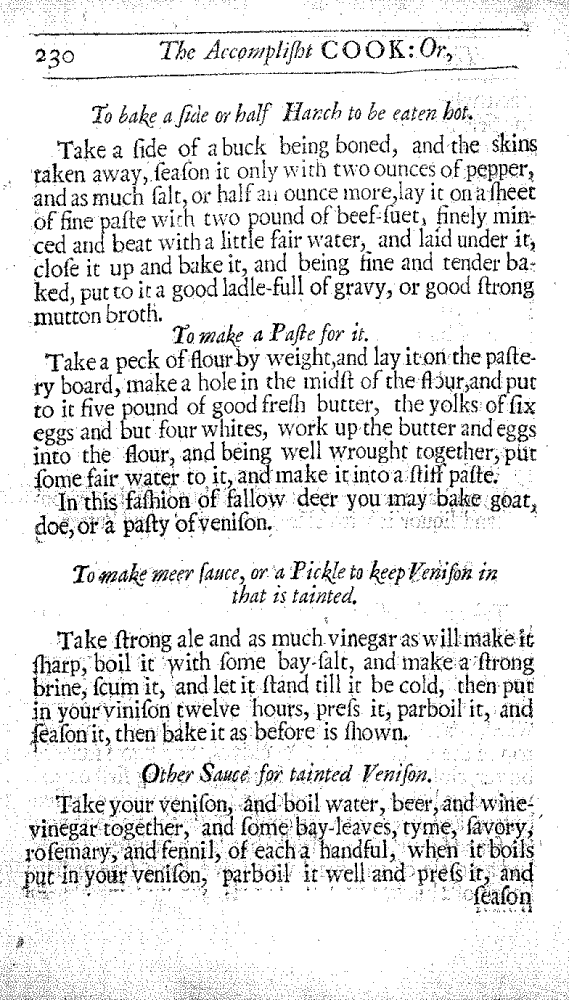 230 The Accompliſht COOK: Or,
To bake a ſide or half Hanch to be eaten hot.
Take a ſide of a buck being boned, and the skins
taken away, ſeaſon it only with two ounces of pepper,
and as much ſalt, or half an ounce more, lay it on a ſheet
of fine paſte with two pound of beef-ſuet, finely min-
ced and beat with a little fair water, and laid under it,
cloſe it up and bake it, and being fine and tender ba-
ked, put to it a good ladle-full of gravy, or good ſtrong
mutton broth.
To make a Paſte for it.
Take a peck of flour by weight, and lay it on the paſte-
ry board, make a hole in the midſt of the flour, and put
to it five pound of good freſh butter, the yolks of ſix
eggs and but four whites, work up the butter and eggs
into the flour, and being well wrought together, put
ſome fair water to it, and make it into a ſtiff paſte.
In this faſhion of fallow deer you may bake goat,
doe, or a paſty of veniſon.
To make meer ſauce, or a Pickle to keep Veniſon in
that is tainted.
Take ſtrong ale and as much vinegar as will make it
ſharp, boil it with ſome bay-ſalt, and make a ſtrong
brine, ſcum it, and let it ſtand till it be cold, then put
in your viniſon twelve hours, preſs it, parboil it, and
ſeaſon it, then bake it as before is ſhown.
Other Sauce for tainted Veniſon.
Take your veniſon, and boil water, beer, and wine-
vinegar together, and ſome bay-leaves, tyme, ſavory,
roſemary, and fennil, of each a handful, when it boils
put in your veniſon, parboil it well and preſs it, and
ſeaſon